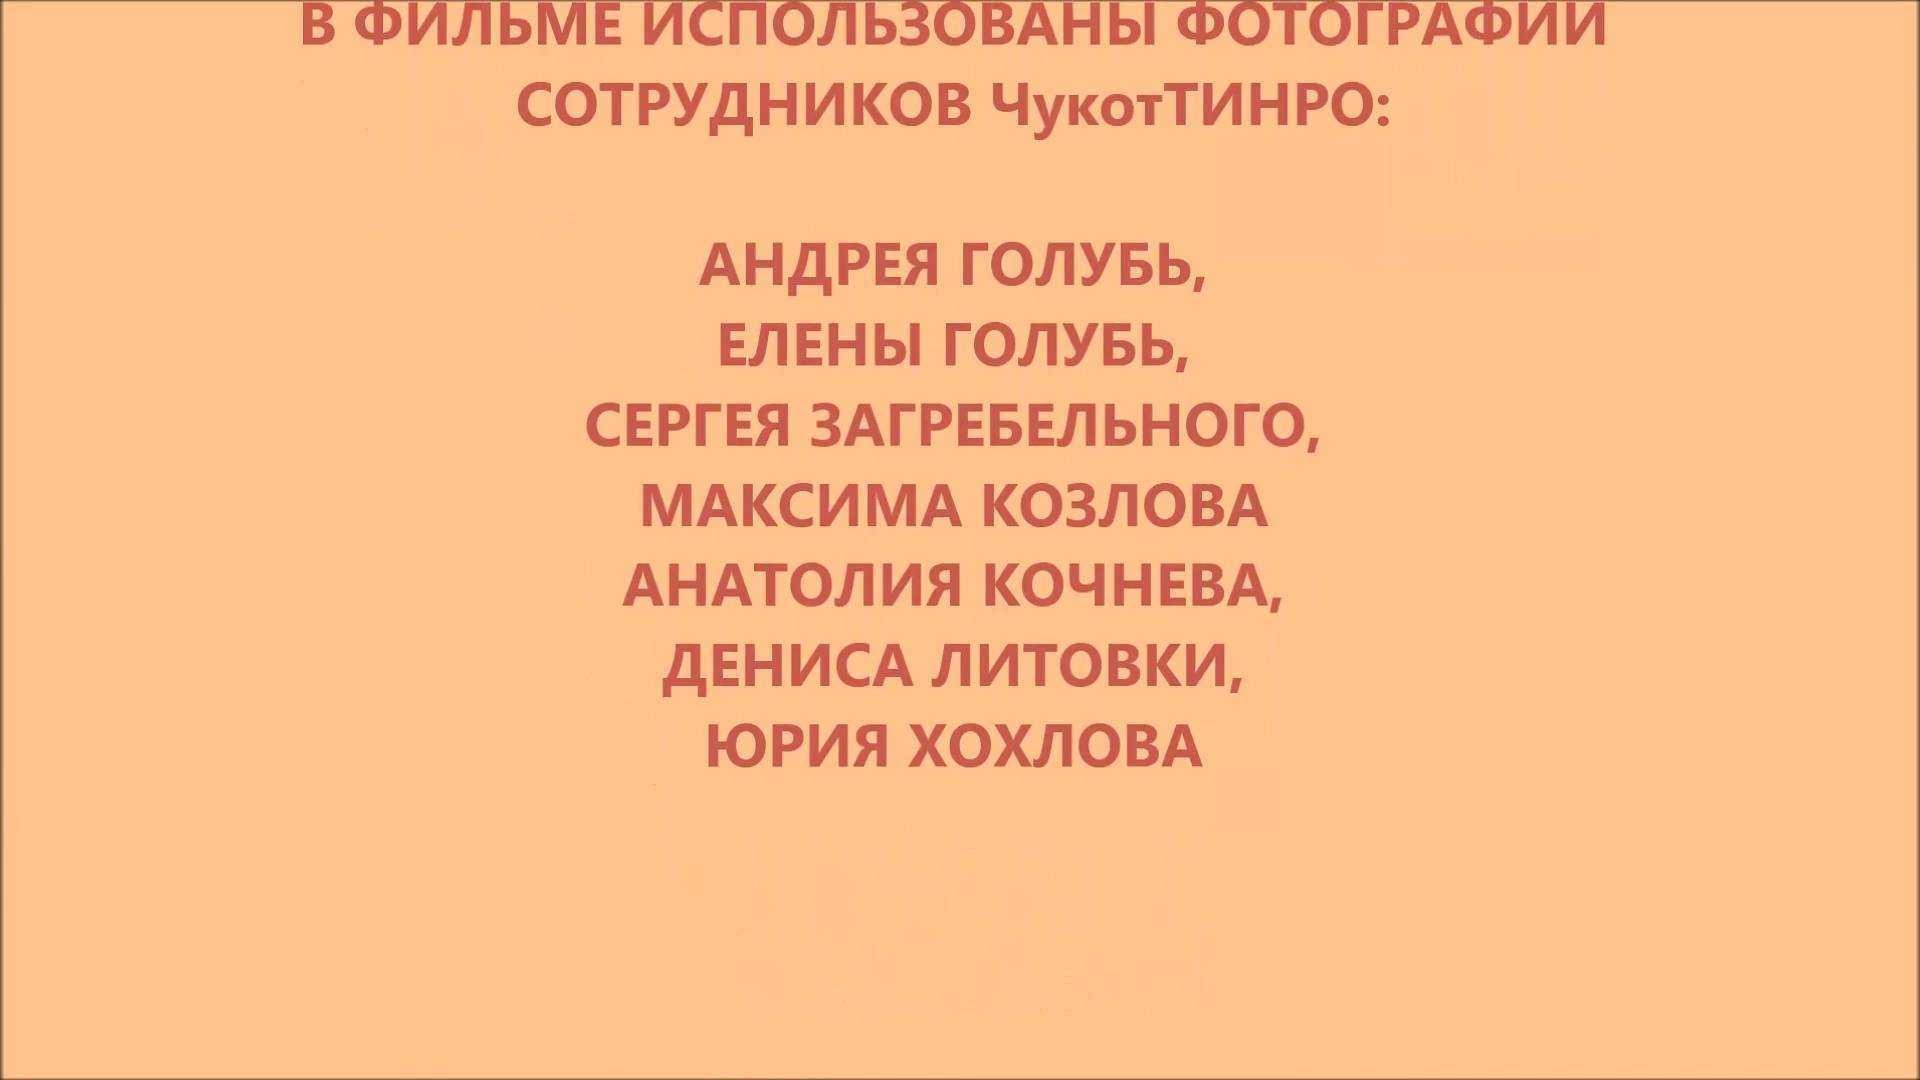 В ФИЛЬМЕ ИСПОЛЬЗОВАНЫ ФОТОГРАФИИ
СОТРУДНИКОВ ЧукотТИНРО:
АНДРЕЯ ГОЛУБЬ,
ЕЛЕНЫ ГОЛУБЬ,
СЕРГЕЯ ЗАГРЕБЕЛЬНОГО,
МАКСИМА КОЗЛОВА
АНАТОЛИЯ КОЧНЕВА,
ДЕНИСА ЛИТОВКИ,
ЮРИЯ ХОХЛОВА